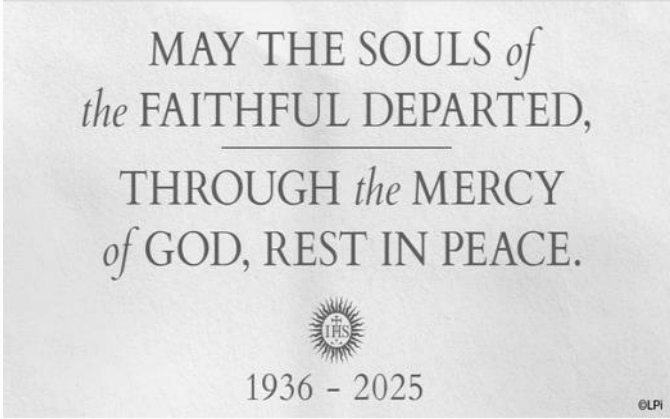 MAY THE SOULS of
the FAITHFUL DEPARTED,
THROUGH the MERCY
of GOD, REST IN PEACE.
IHS
1936 – 2025
©LPi